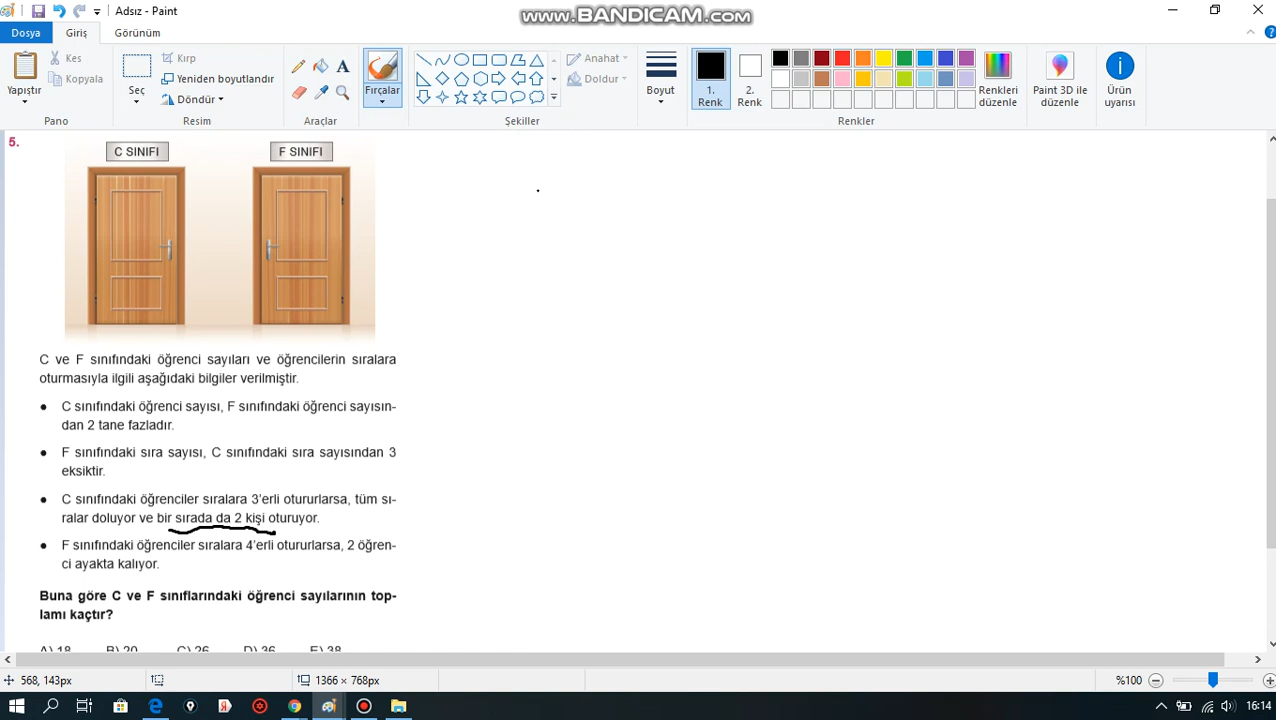 Adsız - Paint
www.BANDICAM.com
Dosya
Giriş
Görünüm
Yapıştır
Kes
Kopyala
Pano
Seç
Kırp
Yeniden boyutlandır
Döndür
Resim
A
Araçlar
Fırçalar
Anahat
Doldur
Şekiller
Boyut
1. Renk
2. Renk
Renkler
Renkleri düzenle
Paint 3D ile düzenle
Ürün uyarısı
5.
C SINIFI
F SINIFI
C ve F sınıfındaki öğrenci sayıları ve öğrencilerin sıralara
oturmasıyla ilgili aşağıdaki bilgiler verilmiştir.
● C sınıfındaki öğrenci sayısı, F sınıfındaki öğrenci sayısın-
dan 2 tane fazladır.
● F sınıfındaki sıra sayısı, C sınıfındaki sıra sayısından 3
eksiktir.
● C sınıfındaki öğrenciler sıralara 3'erli otururlarsa, tüm sı-
ralar doluyor ve bir sırada da 2 kişi oturuyor.
● F sınıfındaki öğrenciler sıralara 4'erli otururlarsa, 2 öğren-
ci ayakta kalıyor.
Buna göre C ve F sınıflarındaki öğrenci sayılarının top-
lamı kaçtır?
A) 18 B) 20 C) 26 D) 36 E) 38
568, 143px
1366 × 768px
%100
16:14